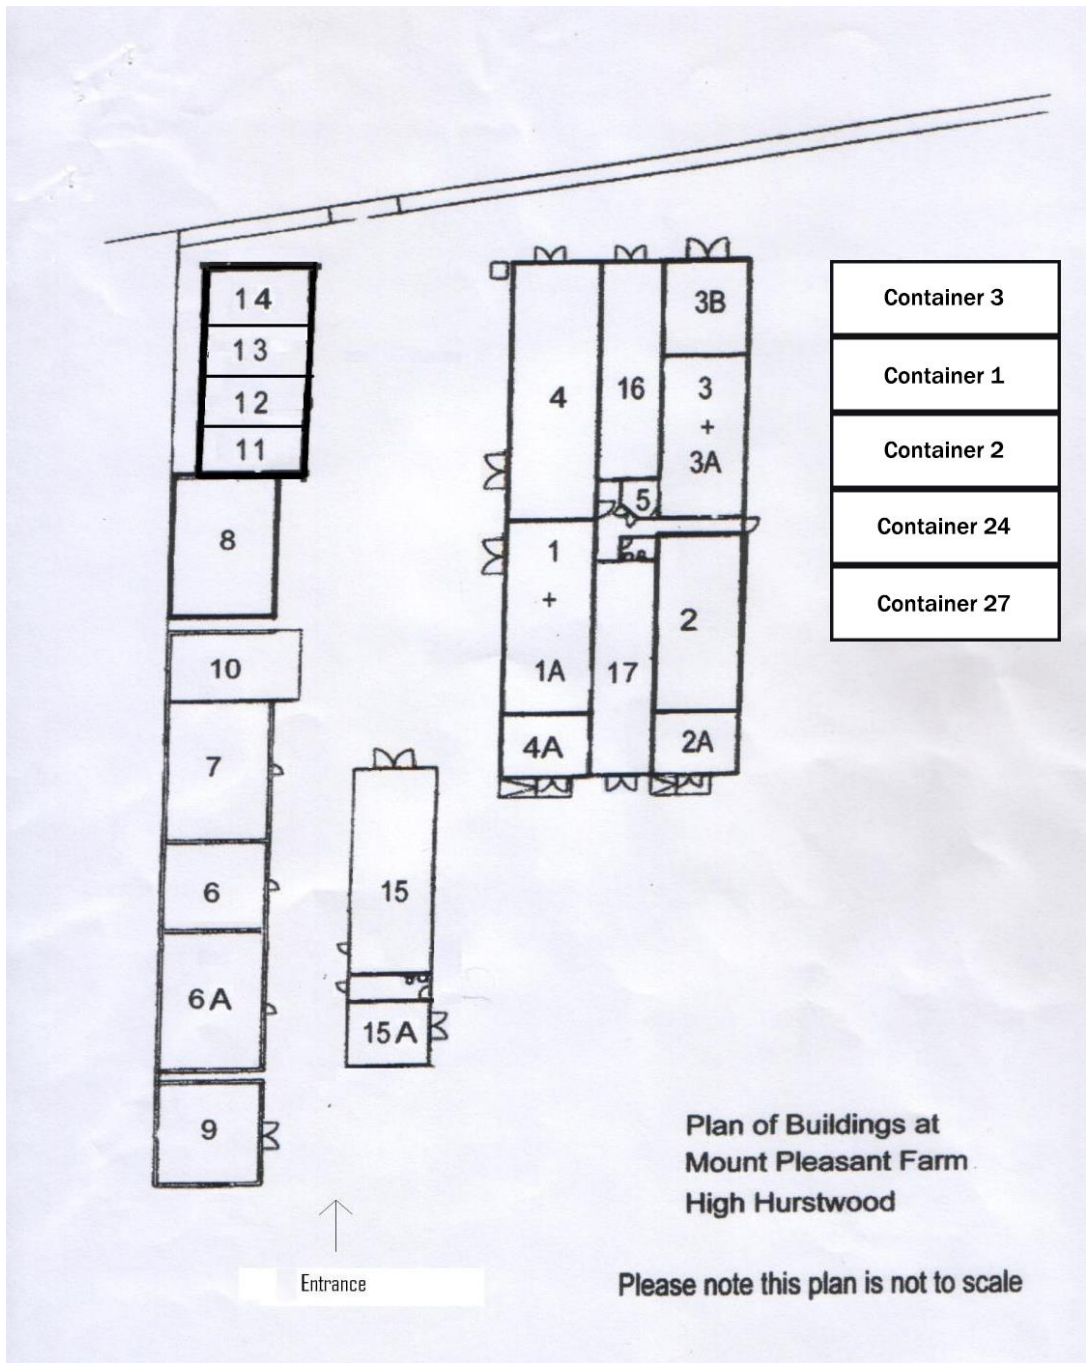 14
13
12
11
8
10
7
6
6A
9
15
15A
4
16
3B
3
+
3A
5
1
+
1A
17
2
4A
2A
Container 3
Container 1
Container 2
Container 24
Container 27
Plan of Buildings at
Mount Pleasant Farm
High Hurstwood
Entrance
Please note this plan is not to scale